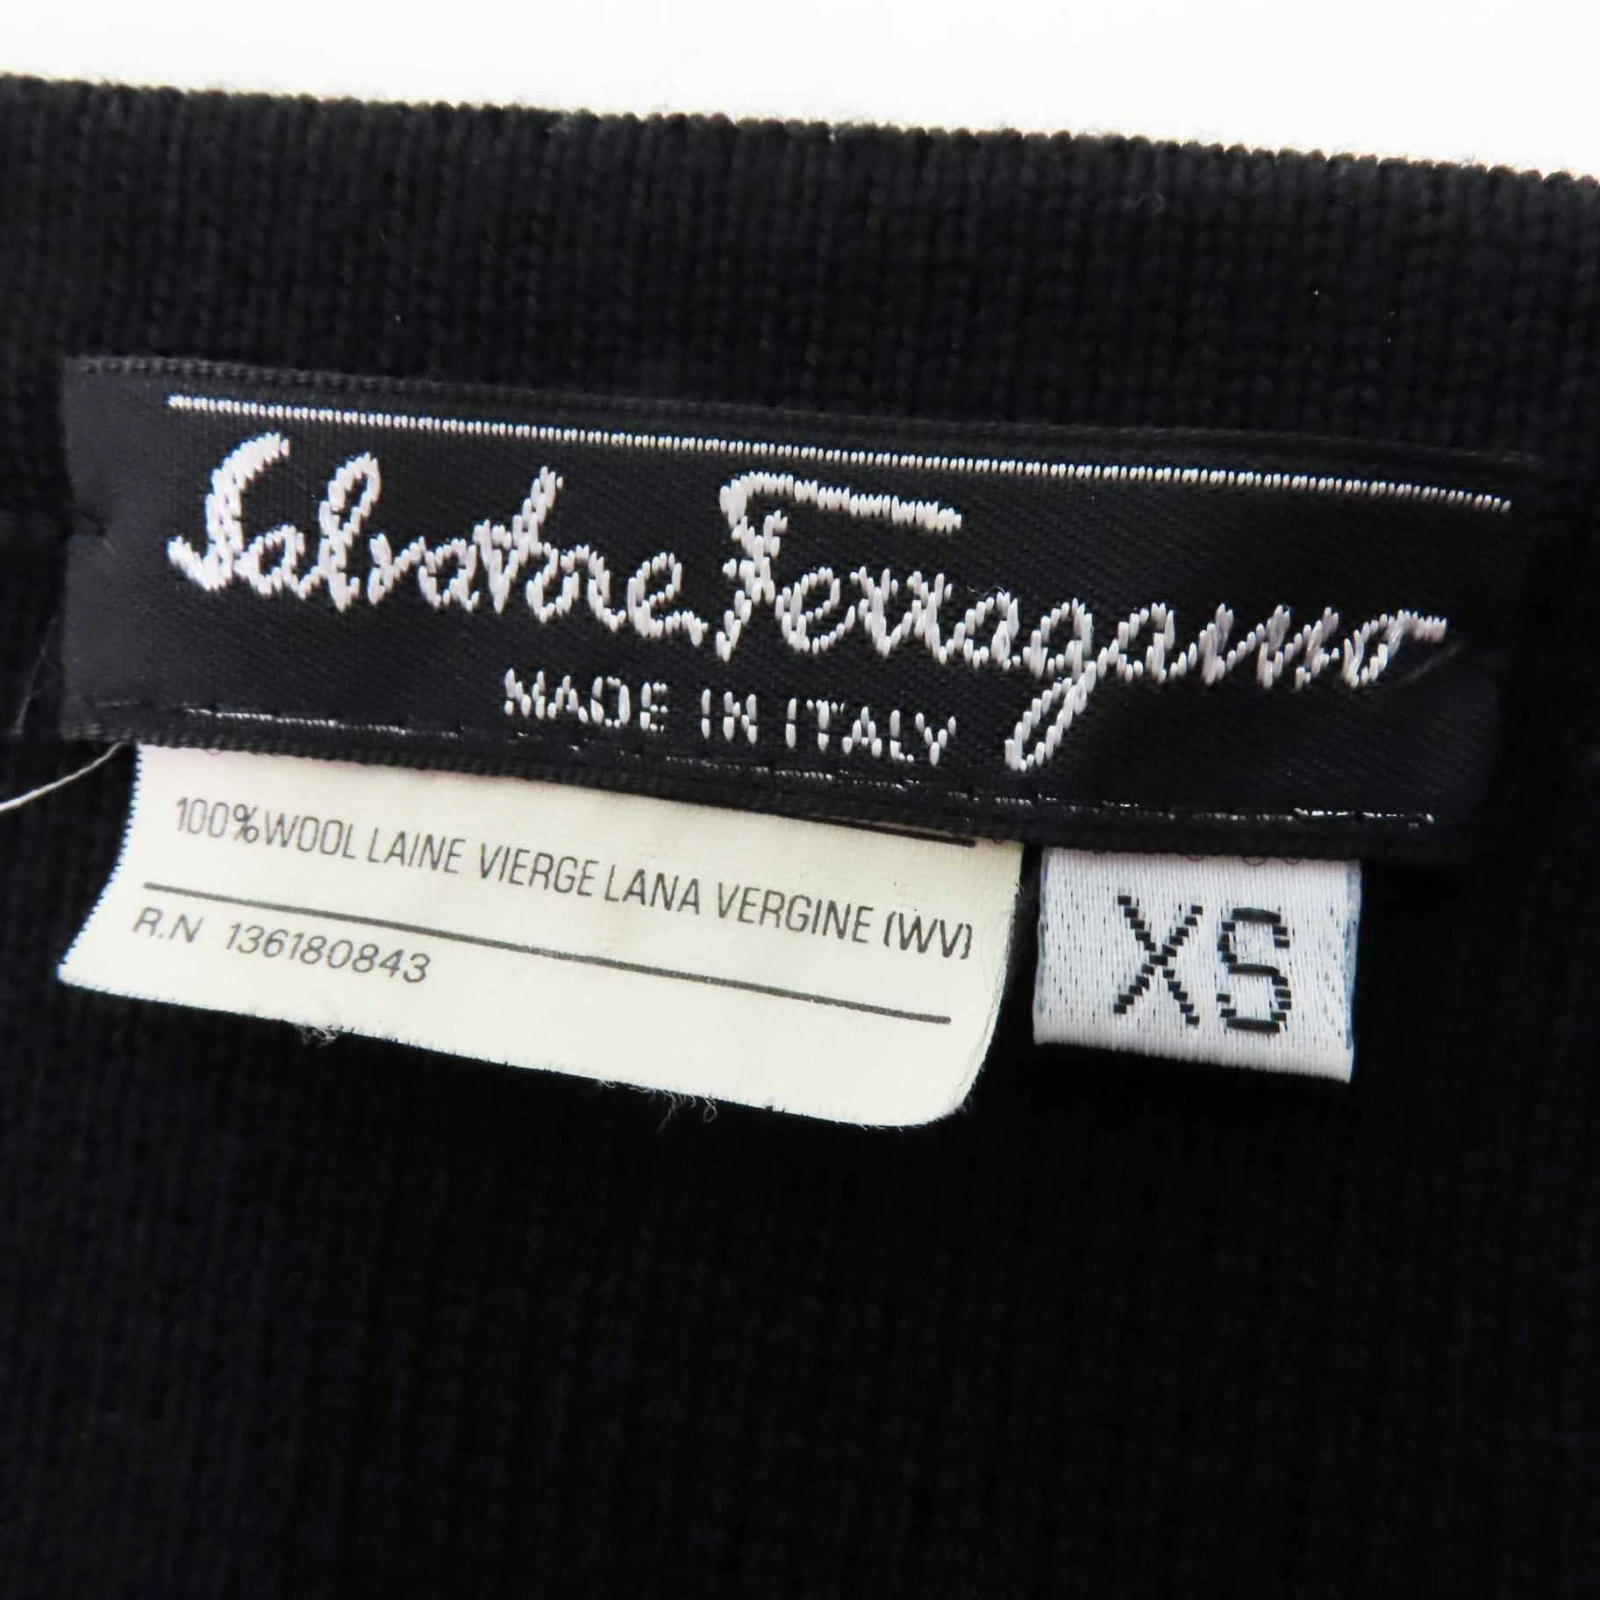 Salvatore Ferragamo
MADE IN ITALY
100%WOOL LAINE VIERGE LANA VERGINE (WV)
R.N 136180843
XS